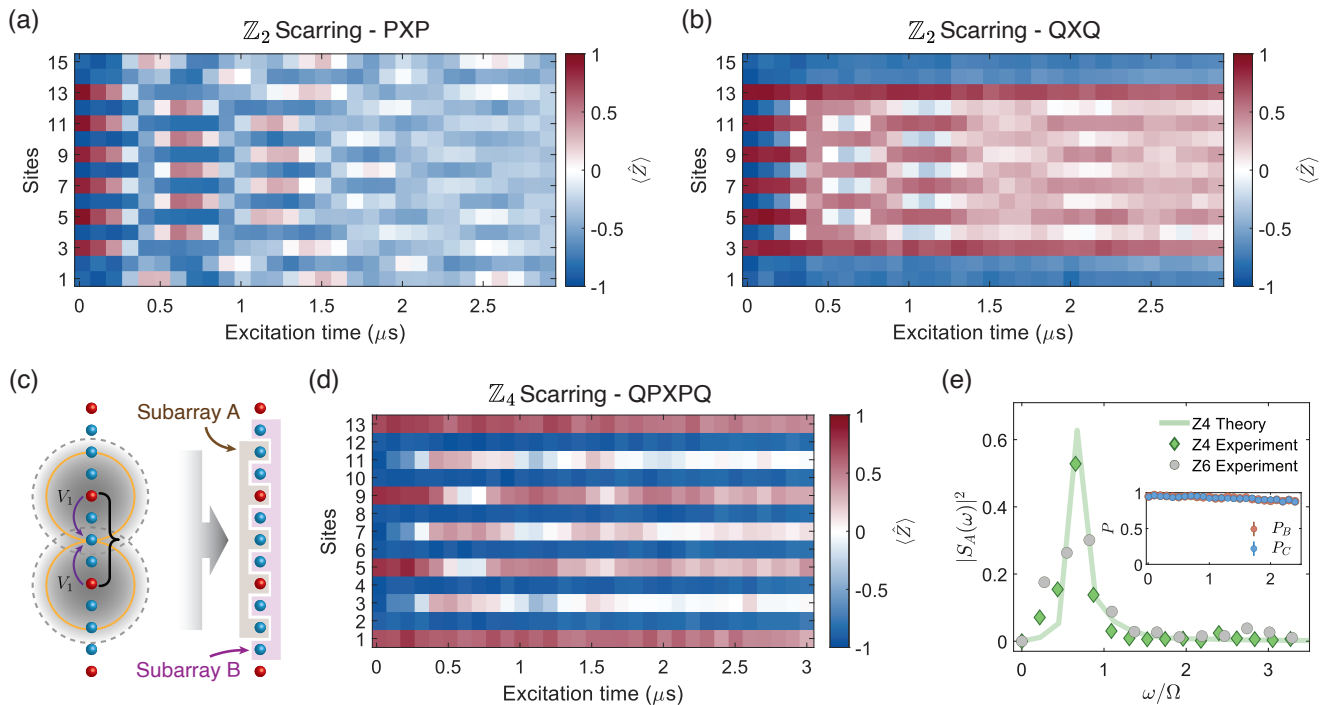 (a)
ℤ₂ Scarring - PXP
15
13
11
9
7
5
3
1
Sites
0
0.5
1
1.5
2
2.5
Excitation time (μs)
1
0.5
0
-0.5
-1
⟨Ẑ⟩
(b)
ℤ₂ Scarring - QXQ
15
13
11
9
7
5
3
1
Sites
0
0.5
1
1.5
2
2.5
Excitation time (μs)
1
0.5
0
-0.5
-1
⟨Ẑ⟩
(c)
Subarray A
V₁
V₁
Subarray B
(d)
ℤ₄ Scarring - QPXPQ
13
12
11
10
9
8
7
6
5
4
3
2
1
Sites
0
0.5
1
1.5
2
2.5
3
Excitation time (μs)
1
0.5
0
-0.5
-1
⟨Ẑ⟩
(e)
|S_A(ω)|²
0.6
0.4
0.2
0
0
1
2
3
ω/Ω
Z4 Theory
Z4 Experiment
Z6 Experiment
P
1
0.5
0
0
1
2
P_B
P_C